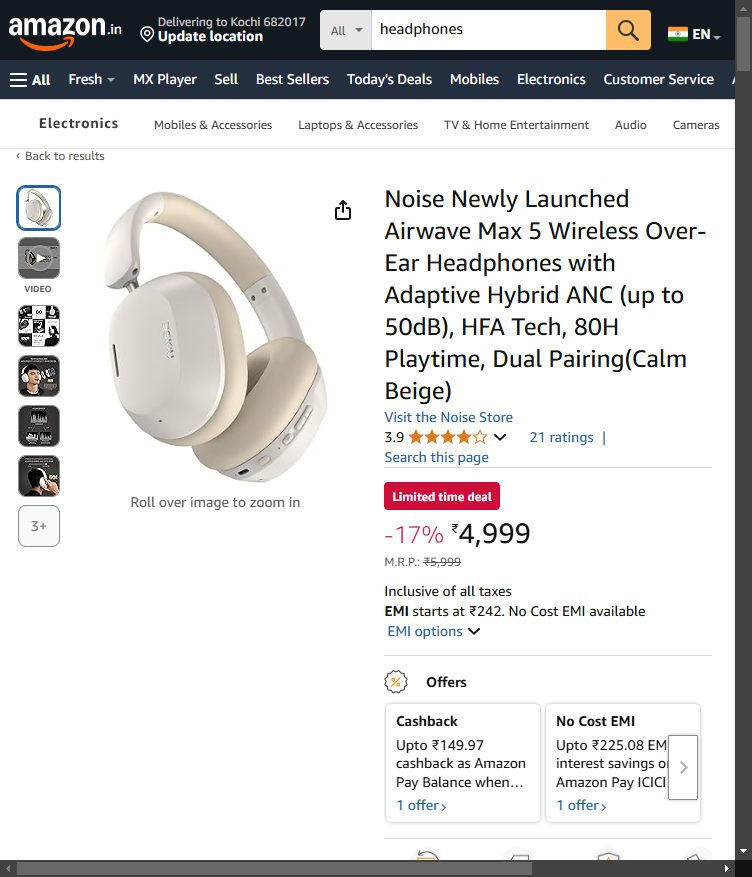 amazon.in
Delivering to Kochi 682017
Update location
All
headphones
EN
All
Fresh
MX Player
Sell
Best Sellers
Today's Deals
Mobiles
Electronics
Customer Service
Electronics
Mobiles & Accessories
Laptops & Accessories
TV & Home Entertainment
Audio
Cameras
‹ Back to results
VIDEO
3+
noise
Roll over image to zoom in
Noise Newly Launched
Airwave Max 5 Wireless Over-
Ear Headphones with
Adaptive Hybrid ANC (up to
50dB), HFA Tech, 80H
Playtime, Dual Pairing(Calm
Beige)
Visit the Noise Store
3.9
21 ratings |
Search this page
Limited time deal
-17% ₹4,999
M.R.P.: ₹5,999
Inclusive of all taxes
EMI starts at ₹242. No Cost EMI available
EMI options
% Offers
Cashback
Upto ₹149.97
cashback as Amazon
Pay Balance when…
1 offer ›
No Cost EMI
Upto ₹225.08 EM
interest savings o
Amazon Pay ICICI
1 offer ›